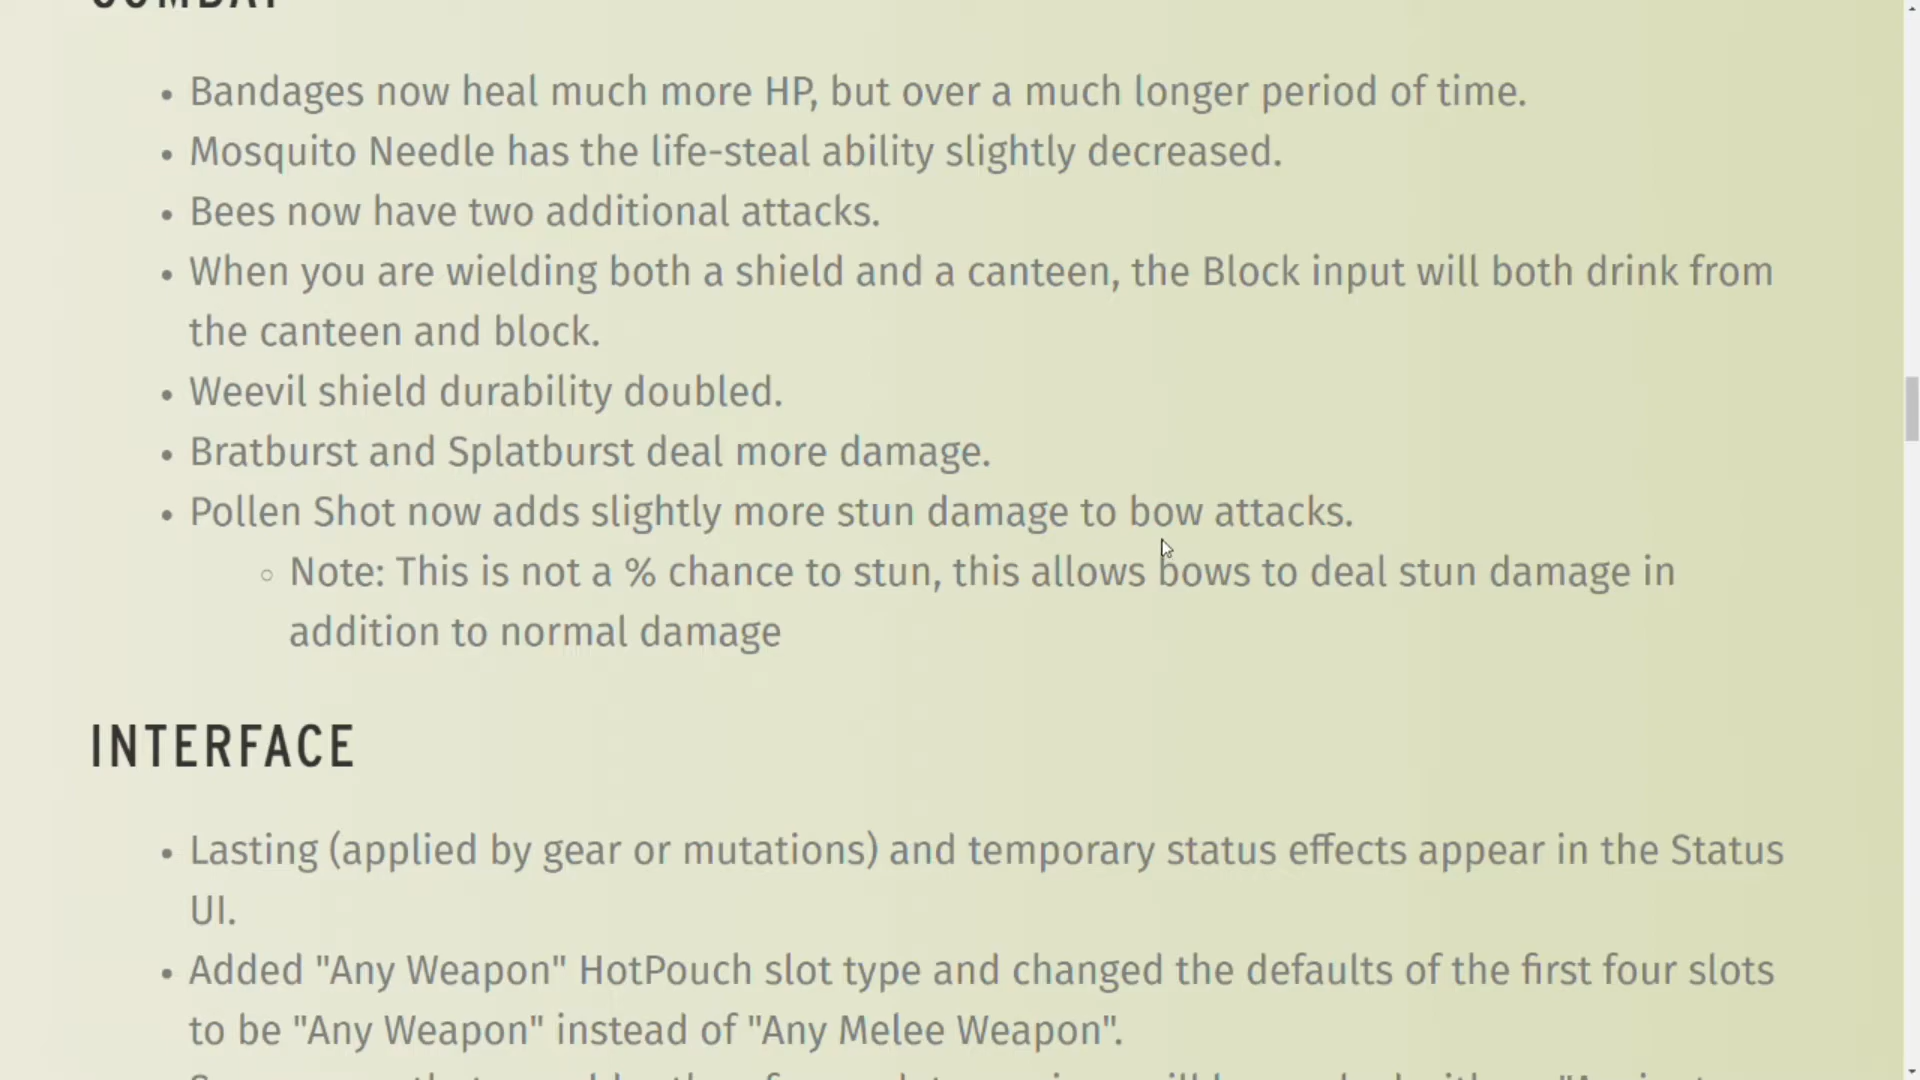 COMBAT
Bandages now heal much more HP, but over a much longer period of time.
Mosquito Needle has the life-steal ability slightly decreased.
Bees now have two additional attacks.
When you are wielding both a shield and a canteen, the Block input will both drink from
the canteen and block.
Weevil shield durability doubled.
Bratburst and Splatburst deal more damage.
Pollen Shot now adds slightly more stun damage to bow attacks.
Note: This is not a % chance to stun, this allows bows to deal stun damage in
addition to normal damage
INTERFACE
Lasting (applied by gear or mutations) and temporary status effects appear in the Status
UI.
Added "Any Weapon" HotPouch slot type and changed the defaults of the first four slots
to be "Any Weapon" instead of "Any Melee Weapon".